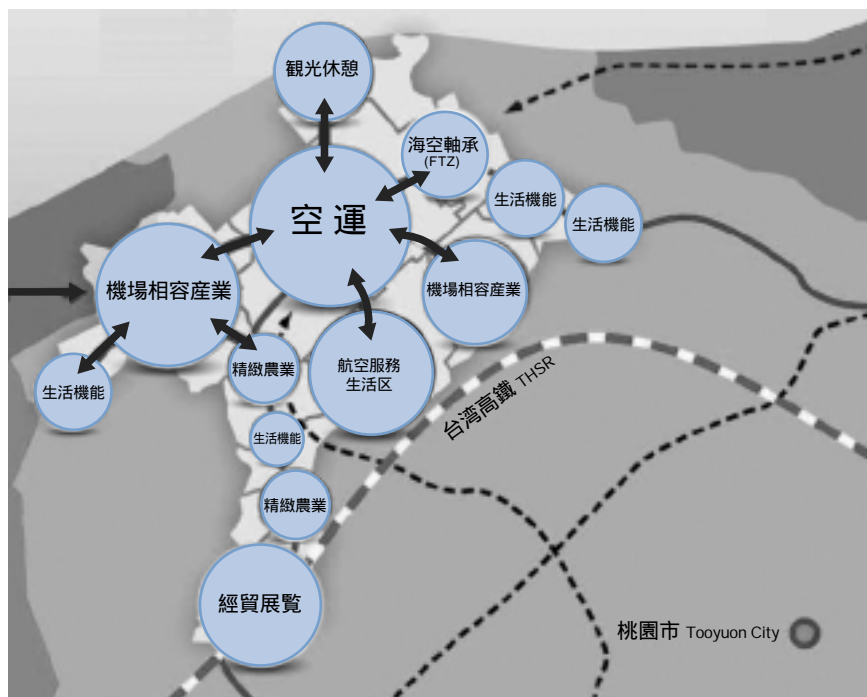 観光休憩
海空軸承
(FTZ)
生活機能
生活機能
空運
機場相容産業
機場相容産業
精緻農業
航空服務
生活区
生活機能
生活機能
台湾高鐵 THSR
精緻農業
經貿展覧
桃園市 Tooyuon City